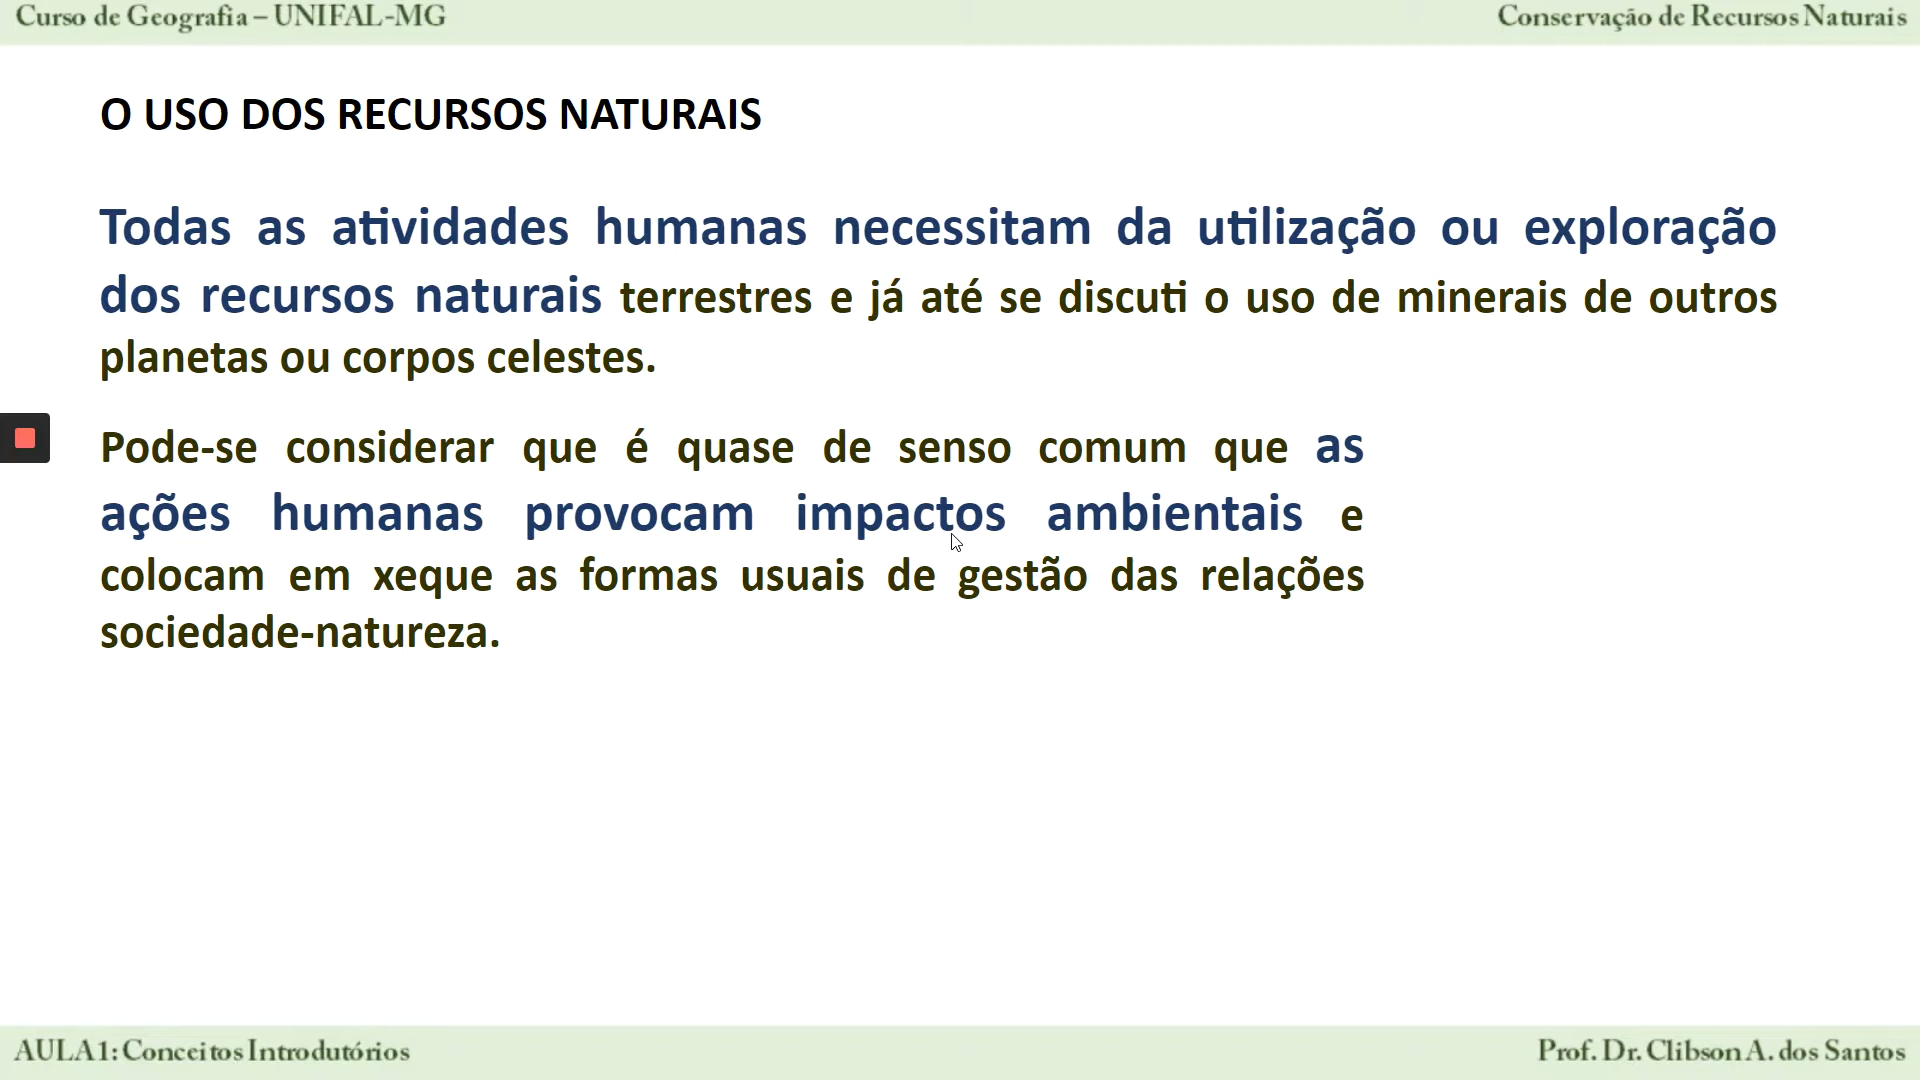 Curso de Geografia – UNIFAL-MG
Conservação de Recursos Naturais
O USO DOS RECURSOS NATURAIS
Todas as atividades humanas necessitam da utilização ou exploração
dos recursos naturais terrestres e já até se discuti o uso de minerais de outros
planetas ou corpos celestes.
Pode-se considerar que é quase de senso comum que as
ações humanas provocam impactos ambientais e
colocam em xeque as formas usuais de gestão das relações
sociedade-natureza.
AULA1: Conceitos Introdutórios
Prof. Dr. Clibson A. dos Santos